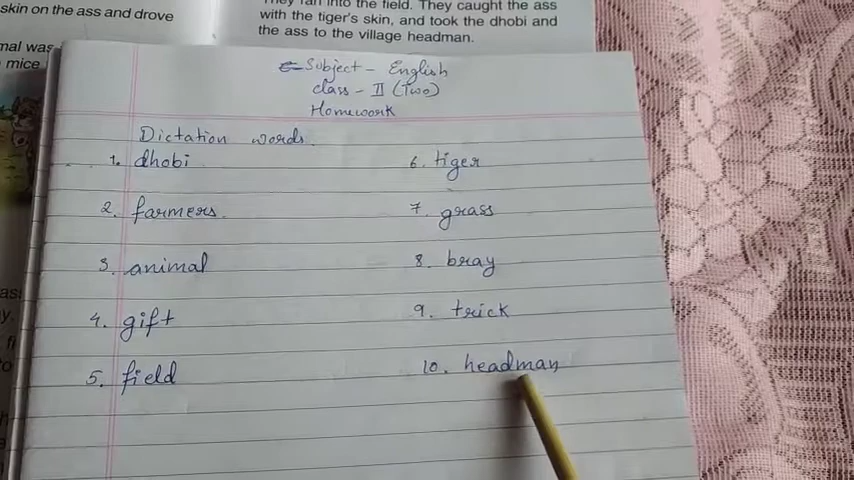 skin on the ass and drove
They ran into the field. They caught the ass
with the tiger's skin, and took the dhobi and
the ass to the village headman.
mal was
mice
Subject - English
class - II (Two)
Homework
Dictation words.
1. dhobi
2. farmers.
3. animal
4. gift
5. field
6. tiger
7. grass
8. bray
9. trick
10. headman